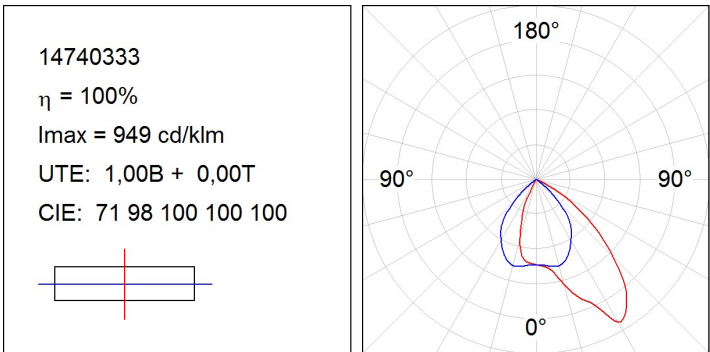 14740333
η = 100%
Imax = 949 cd/klm
UTE: 1,00B + 0,00T
CIE: 71 98 100 100 100
180°
90° 90°
0°